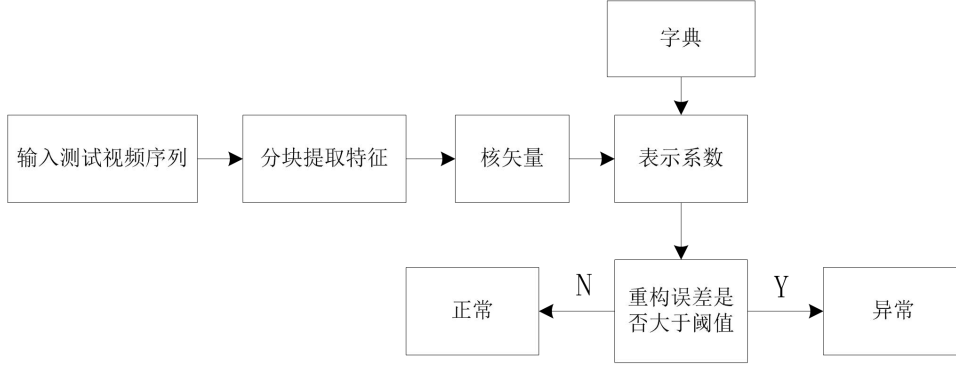 字典
输入测试视频序列
分块提取特征
核矢量
表示系数
正常
N
重构误差是
否大于阈值
Y
异常